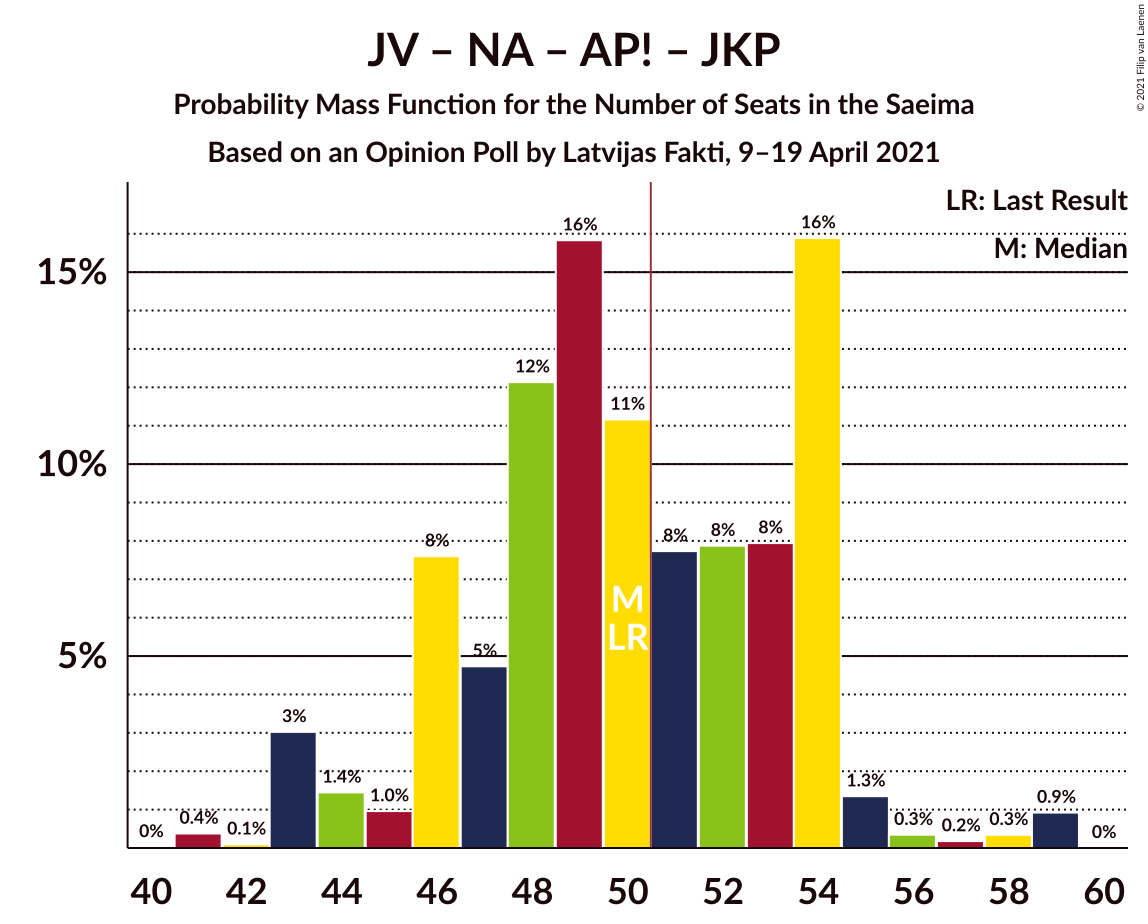 JV – NA – AP! – JKP
Probability Mass Function for the Number of Seats in the Saeima
Based on an Opinion Poll by Latvijas Fakti, 9–19 April 2021
© 2021 Filip van Laenen
LR: Last Result
M: Median
15%
10%
5%
0%
0.4%
0.1%
3%
1.4%
1.0%
8%
5%
12%
16%
11%
8%
8%
8%
16%
1.3%
0.3%
0.2%
0.3%
0.9%
0%
M
LR
40 42 44 46 48 50 52 54 56 58 60